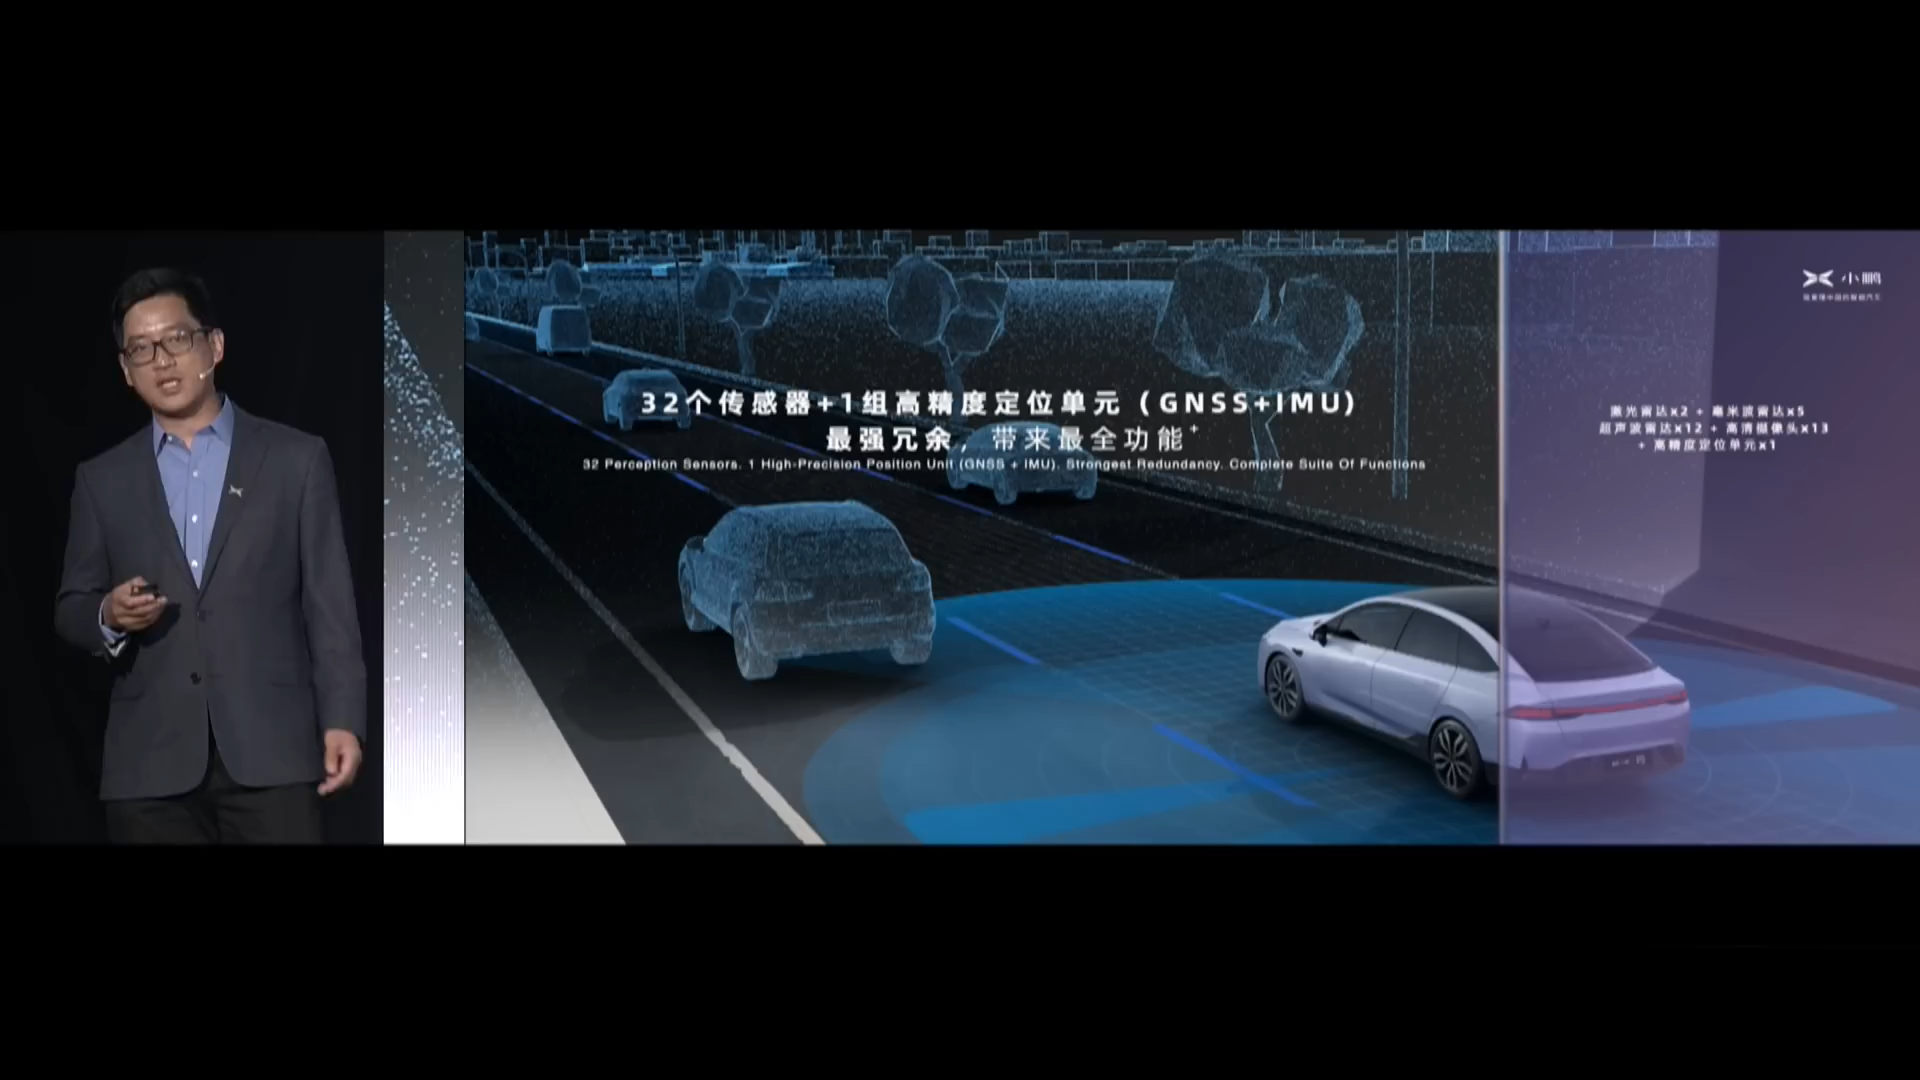 32个传感器+1组高精度定位单元 (GNSS+IMU)
最强冗余，带来最全功能+
32 Perception Sensors. 1 High-Precision Position Unit (GNSS + IMU). Strongest Redundancy. Complete Suite Of Functions
小鹏
激光雷达x2 + 毫米波雷达x5
超声波雷达x12 + 高清摄像头x13
+ 高精度定位单元x1